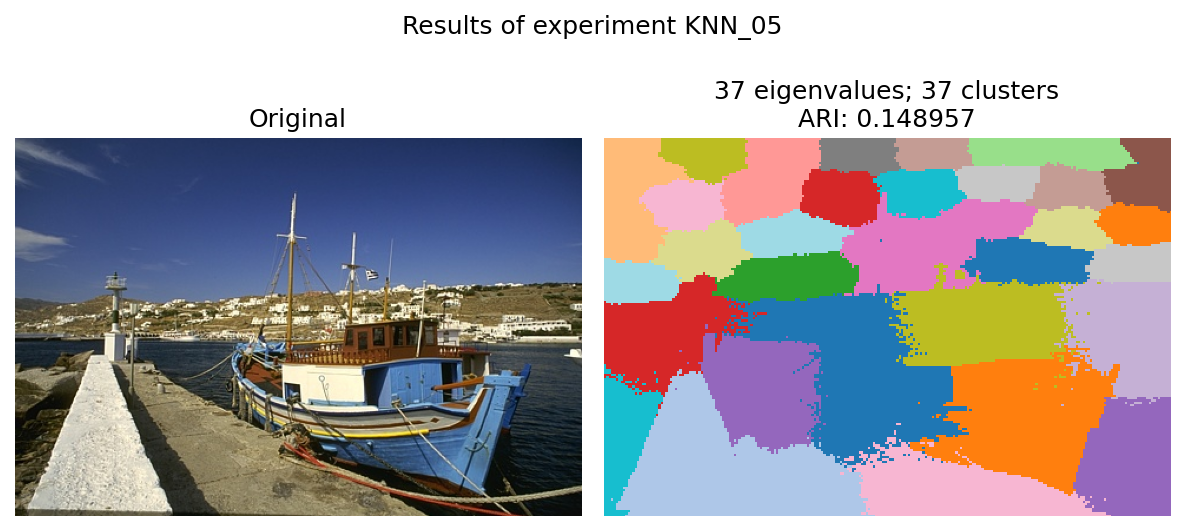 Results of experiment KNN_05
Original
37 eigenvalues; 37 clusters
ARI: 0.148957